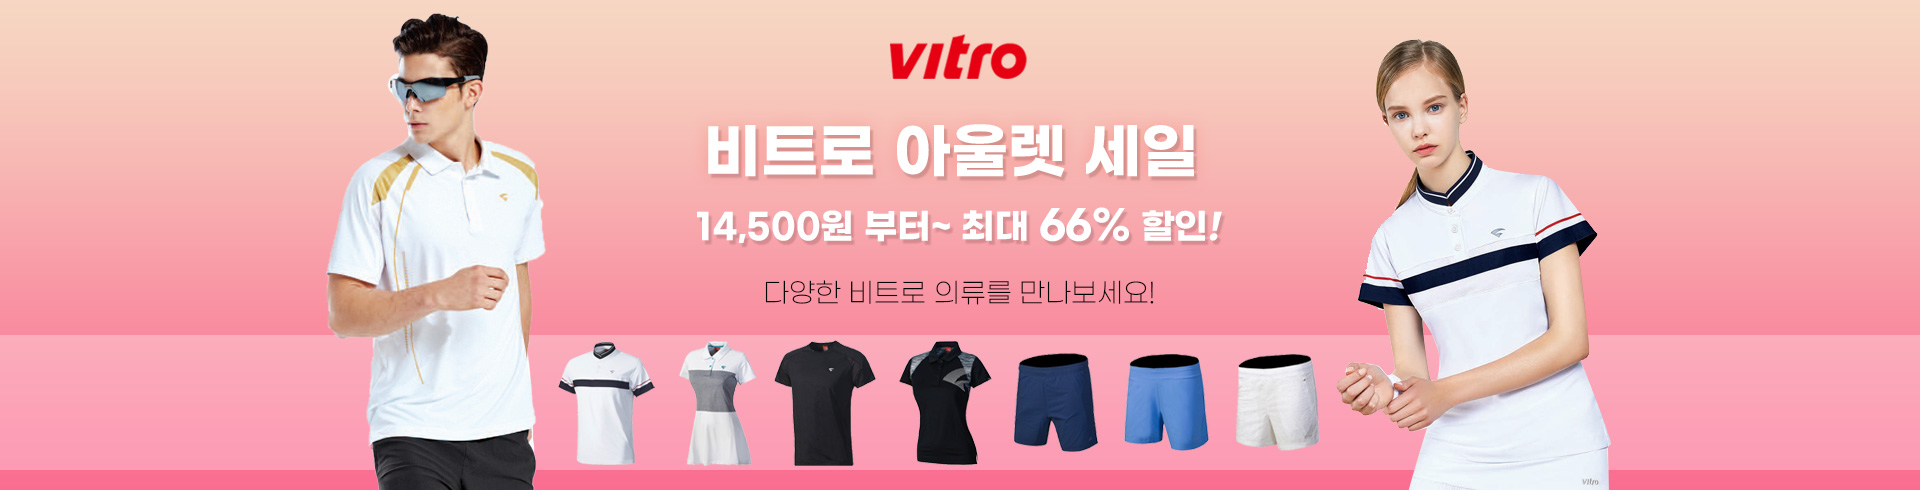 vitro
비트로 아울렛 세일
14,500원 부터~ 최대 66% 할인!
다양한 비트로 의류를 만나보세요!
vitro